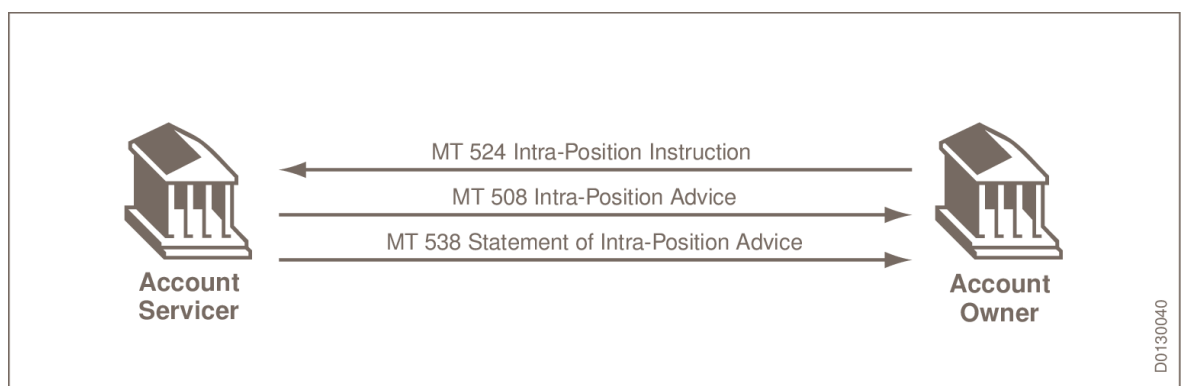 MT 524 Intra-Position Instruction
MT 508 Intra-Position Advice
MT 538 Statement of Intra-Position Advice
Account
Servicer
Account
Owner
D0130040